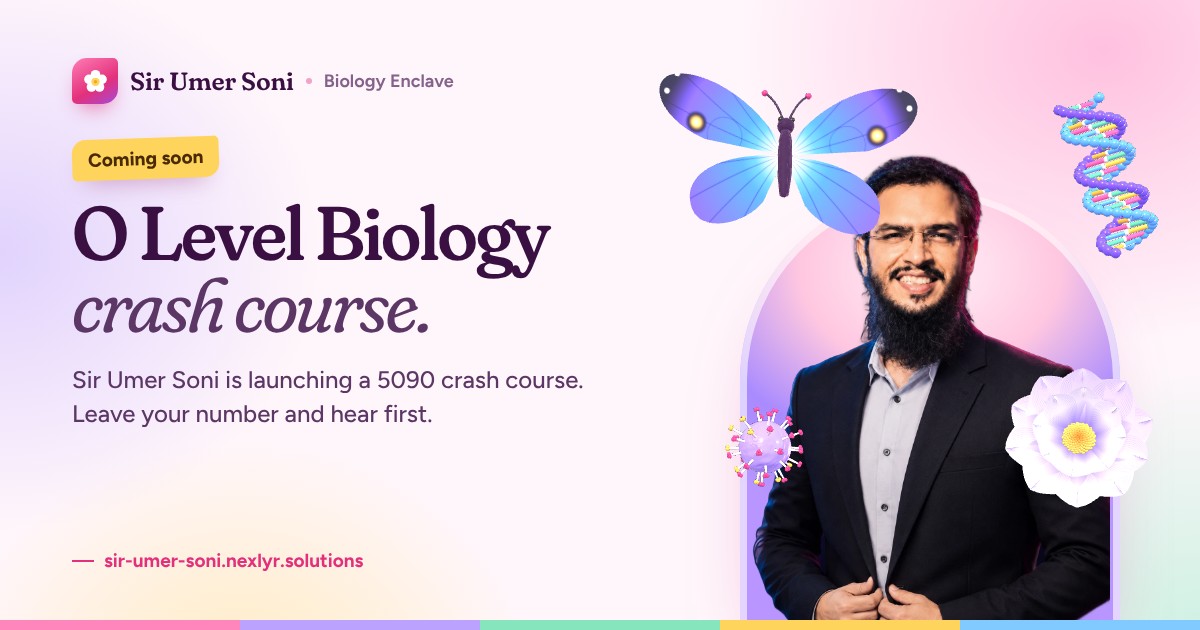 Sir Umer Soni • Biology Enclave
Coming soon
O Level Biology
crash course.
Sir Umer Soni is launching a 5090 crash course.
Leave your number and hear first.
— sir-umer-soni.nexlyr.solutions